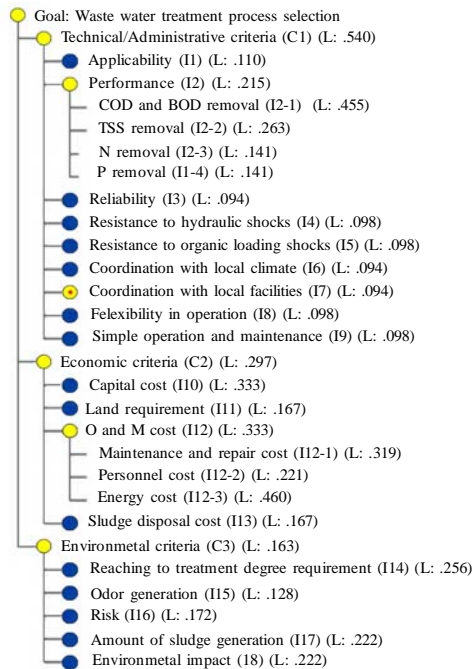 Goal: Waste water treatment process selection
Technical/Administrative criteria (C1) (L: .540)
Applicability (I1) (L: .110)
Performance (I2) (L: .215)
COD and BOD removal (I2-1) (L: .455)
TSS removal (I2-2) (L: .263)
N removal (I2-3) (L: .141)
P removal (I1-4) (L: .141)
Reliability (I3) (L: .094)
Resistance to hydraulic shocks (I4) (L: .098)
Resistance to organic loading shocks (I5) (L: .098)
Coordination with local climate (I6) (L: .094)
Coordination with local facilities (I7) (L: .094)
Felexibility in operation (I8) (L: .098)
Simple operation and maintenance (I9) (L: .098)
Economic criteria (C2) (L: .297)
Capital cost (I10) (L: .333)
Land requirement (I11) (L: .167)
O and M cost (I12) (L: .333)
Maintenance and repair cost (I12-1) (L: .319)
Personnel cost (I12-2) (L: .221)
Energy cost (I12-3) (L: .460)
Sludge disposal cost (I13) (L: .167)
Environmetal criteria (C3) (L: .163)
Reaching to treatment degree requirement (I14) (L: .256)
Odor generation (I15) (L: .128)
Risk (I16) (L: .172)
Amount of sludge generation (I17) (L: .222)
Environmetal impact (18) (L: .222)